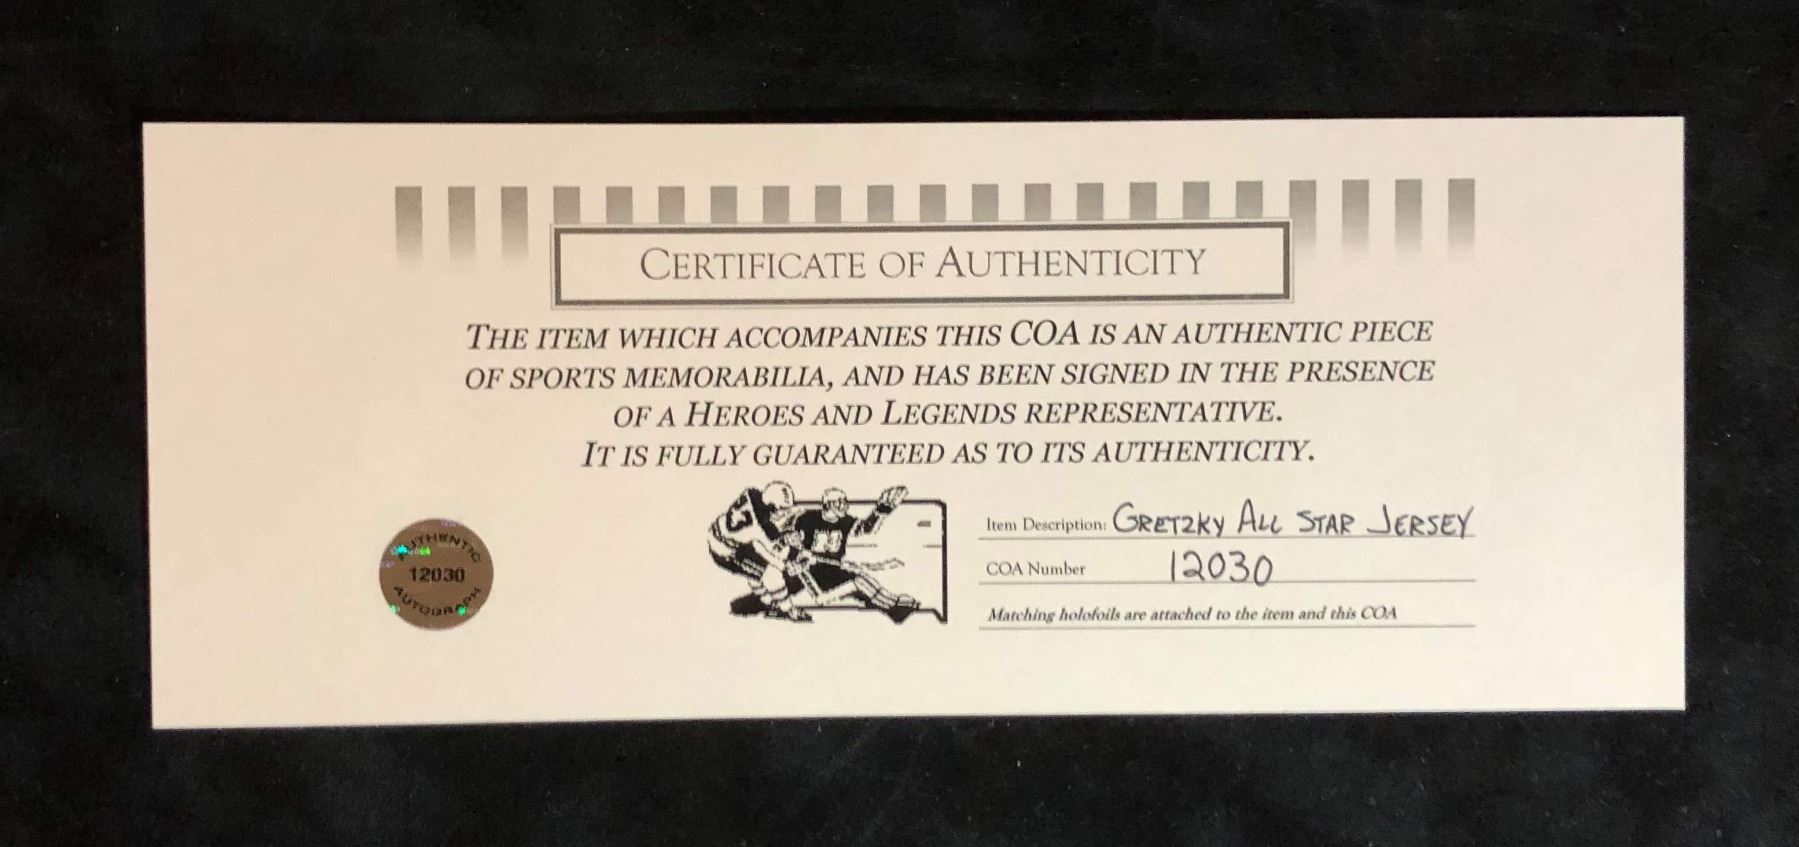 CERTIFICATE OF AUTHENTICITY
THE ITEM WHICH ACCOMPANIES THIS COA IS AN AUTHENTIC PIECE
OF SPORTS MEMORABILIA, AND HAS BEEN SIGNED IN THE PRESENCE
OF A HEROES AND LEGENDS REPRESENTATIVE.
IT IS FULLY GUARANTEED AS TO ITS AUTHENTICITY.
AUTHENTIC
12030
AUTOGRAPH
33
Item Description: GRETZKY ALL STAR JERSEY
COA Number 12030
Matching holofoils are attached to the item and this COA